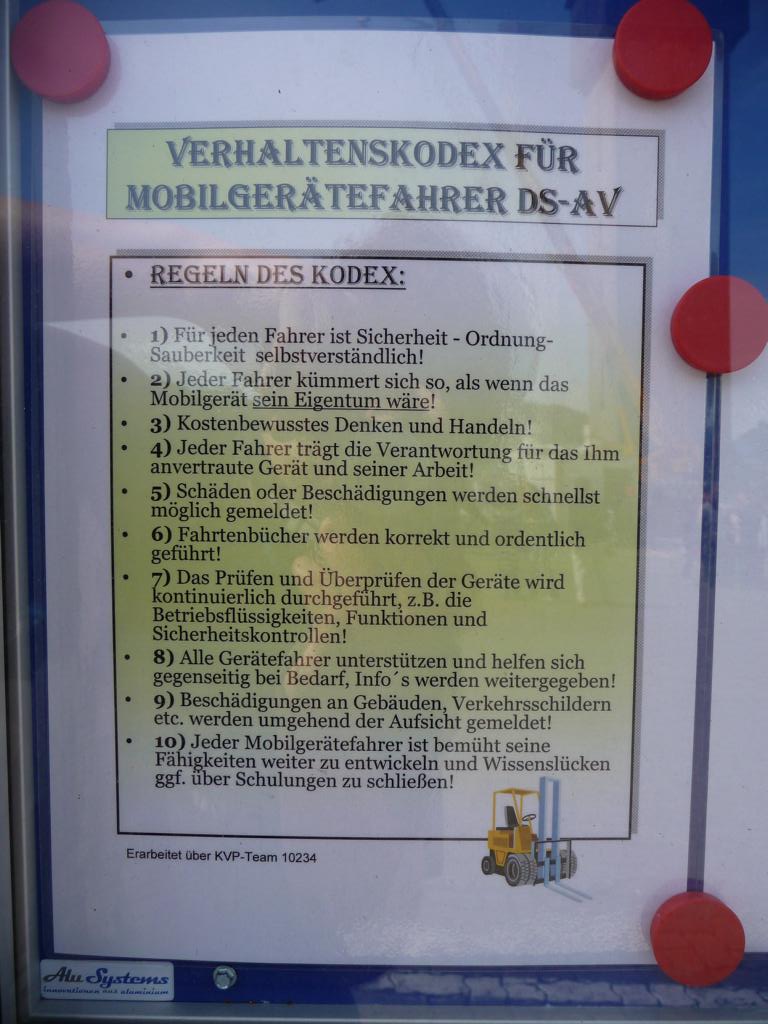 VERHALTENSKODEX FÜR
MOBILGERÄTEFAHRER DS-AV
• REGELN DES KODEX:
• 1) Für jeden Fahrer ist Sicherheit - Ordnung-
Sauberkeit selbstverständlich!
• 2) Jeder Fahrer kümmert sich so, als wenn das
Mobilgerät sein Eigentum wäre!
• 3) Kostenbewusstes Denken und Handeln!
• 4) Jeder Fahrer trägt die Verantwortung für das Ihm
anvertraute Gerät und seiner Arbeit!
• 5) Schäden oder Beschädigungen werden schnellst
möglich gemeldet!
• 6) Fahrtenbücher werden korrekt und ordentlich
geführt!
• 7) Das Prüfen und Überprüfen der Geräte wird
kontinuierlich durchgeführt, z.B. die
Betriebsflüssigkeiten, Funktionen und
Sicherheitskontrollen!
• 8) Alle Gerätefahrer unterstützen und helfen sich
gegenseitig bei Bedarf, Info´s werden weitergegeben!
• 9) Beschädigungen an Gebäuden, Verkehrsschildern
etc. werden umgehend der Aufsicht gemeldet!
• 10) Jeder Mobilgerätefahrer ist bemüht seine
Fähigkeiten weiter zu entwickeln und Wissenslücken
ggf. über Schulungen zu schließen!
Erarbeitet über KVP-Team 10234
Alu Systems
innovationen aus aluminium